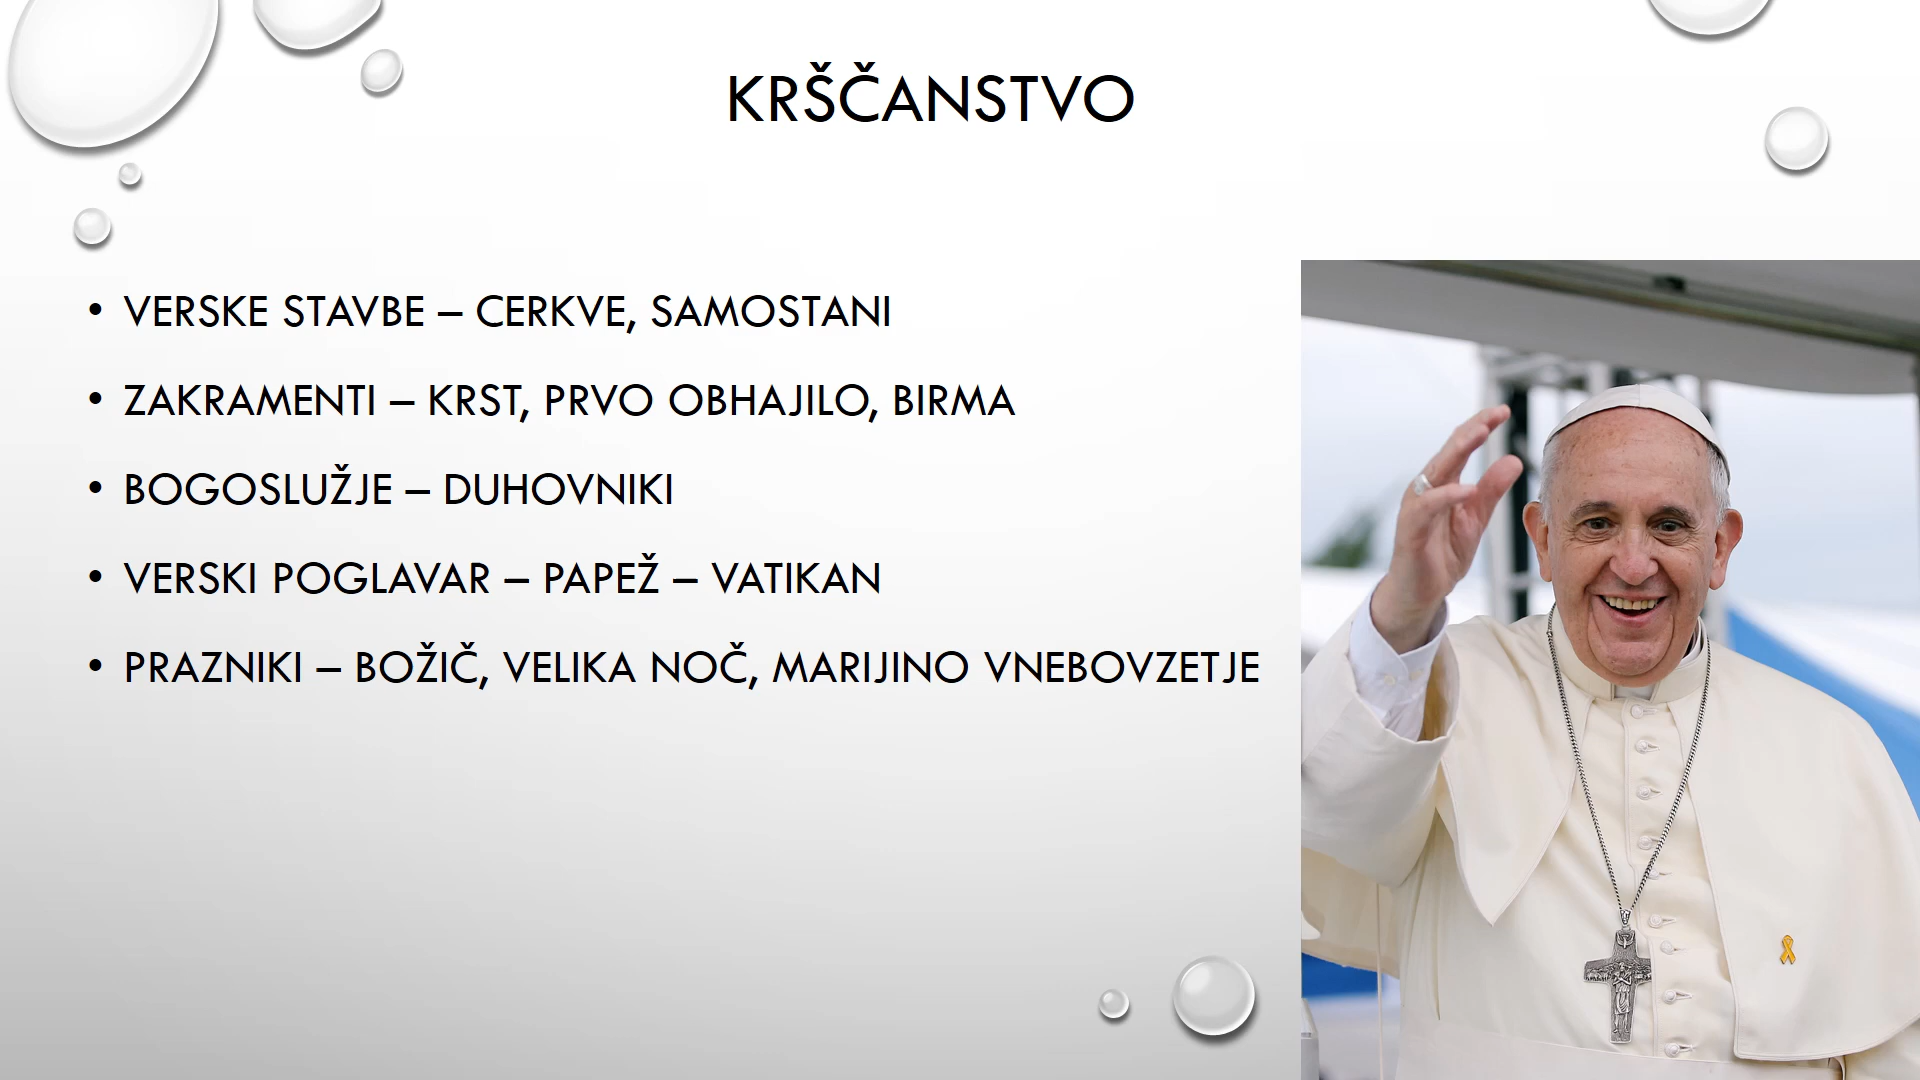 KRŠČANSTVO
• VERSKE STAVBE – CERKVE, SAMOSTANI
• ZAKRAMENTI – KRST, PRVO OBHAJILO, BIRMA
• BOGOSLUŽJE – DUHOVNIKI
• VERSKI POGLAVAR – PAPEŽ – VATIKAN
• PRAZNIKI – BOŽIČ, VELIKA NOČ, MARIJINO VNEBOVZETJE